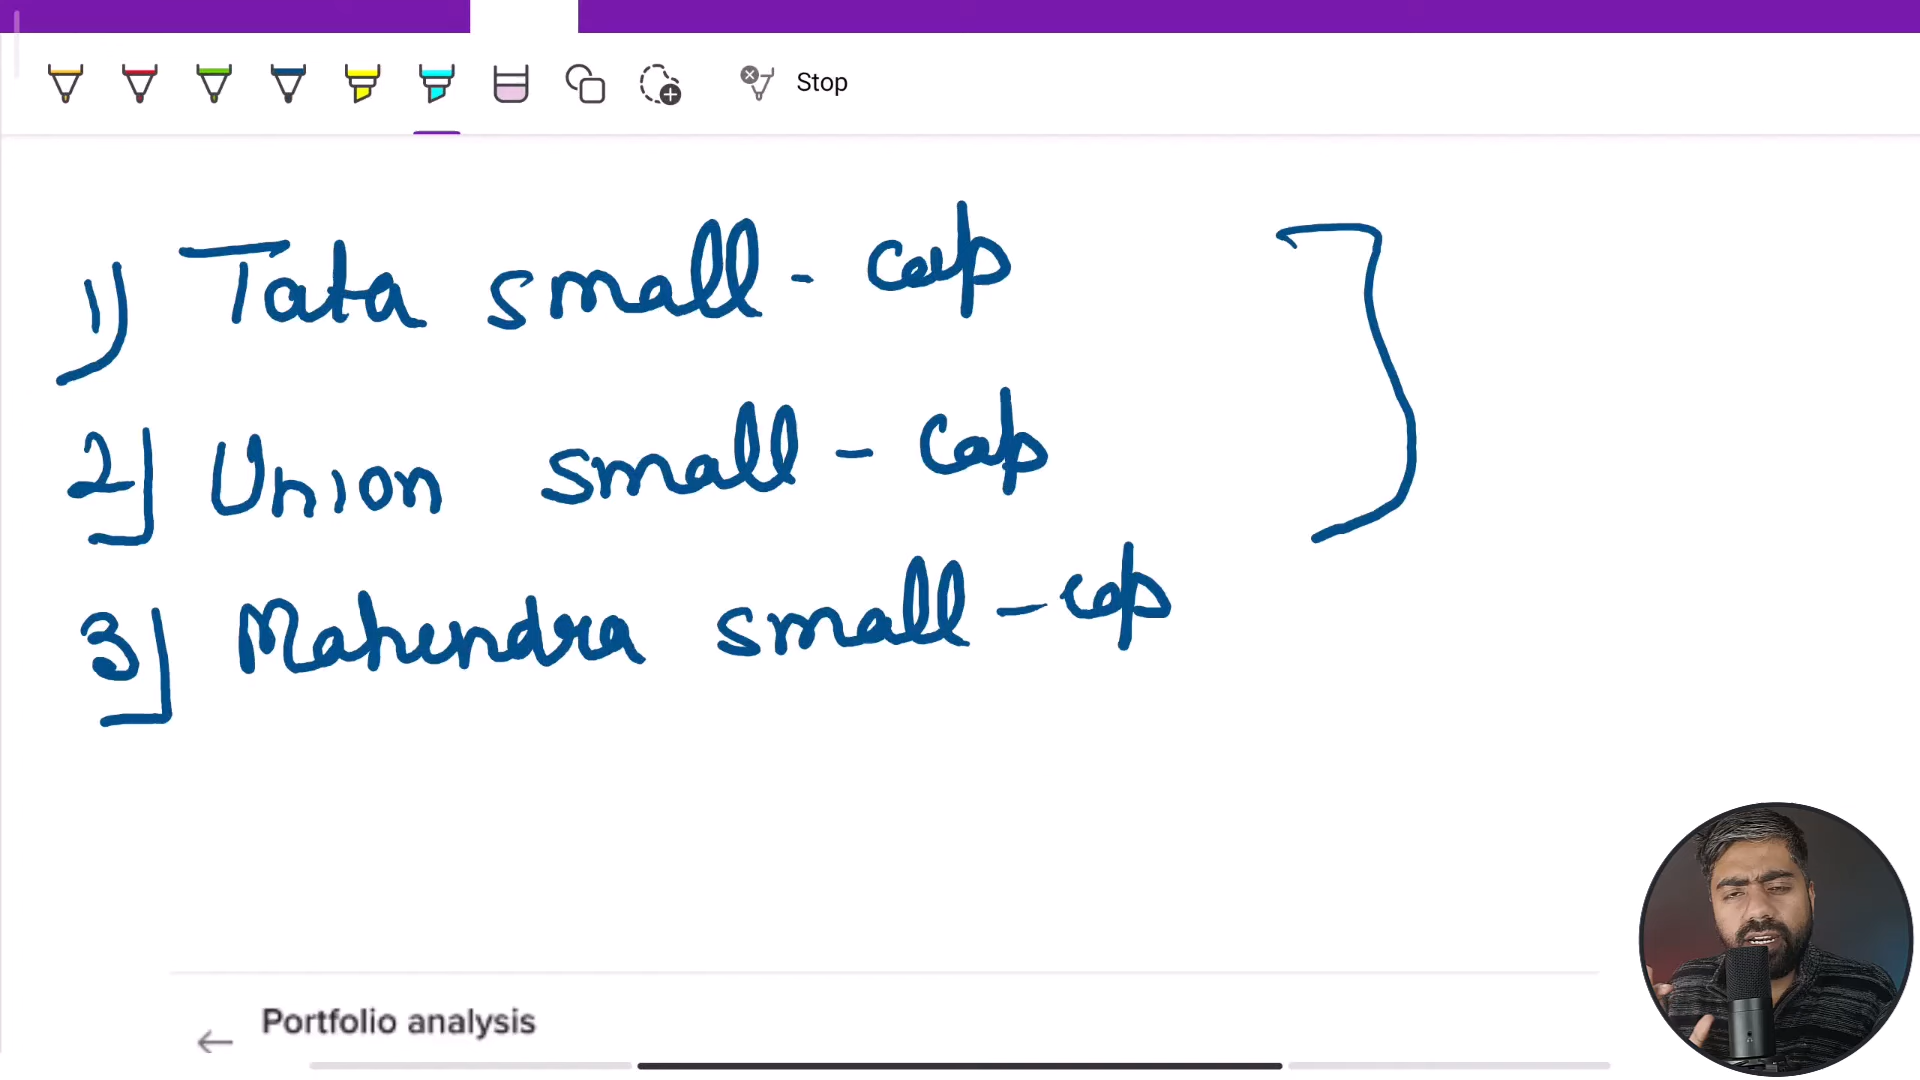 Stop
1) Tata small - cap
2] Union small - cap
3] Mahendra small - cap
Portfolio analysis